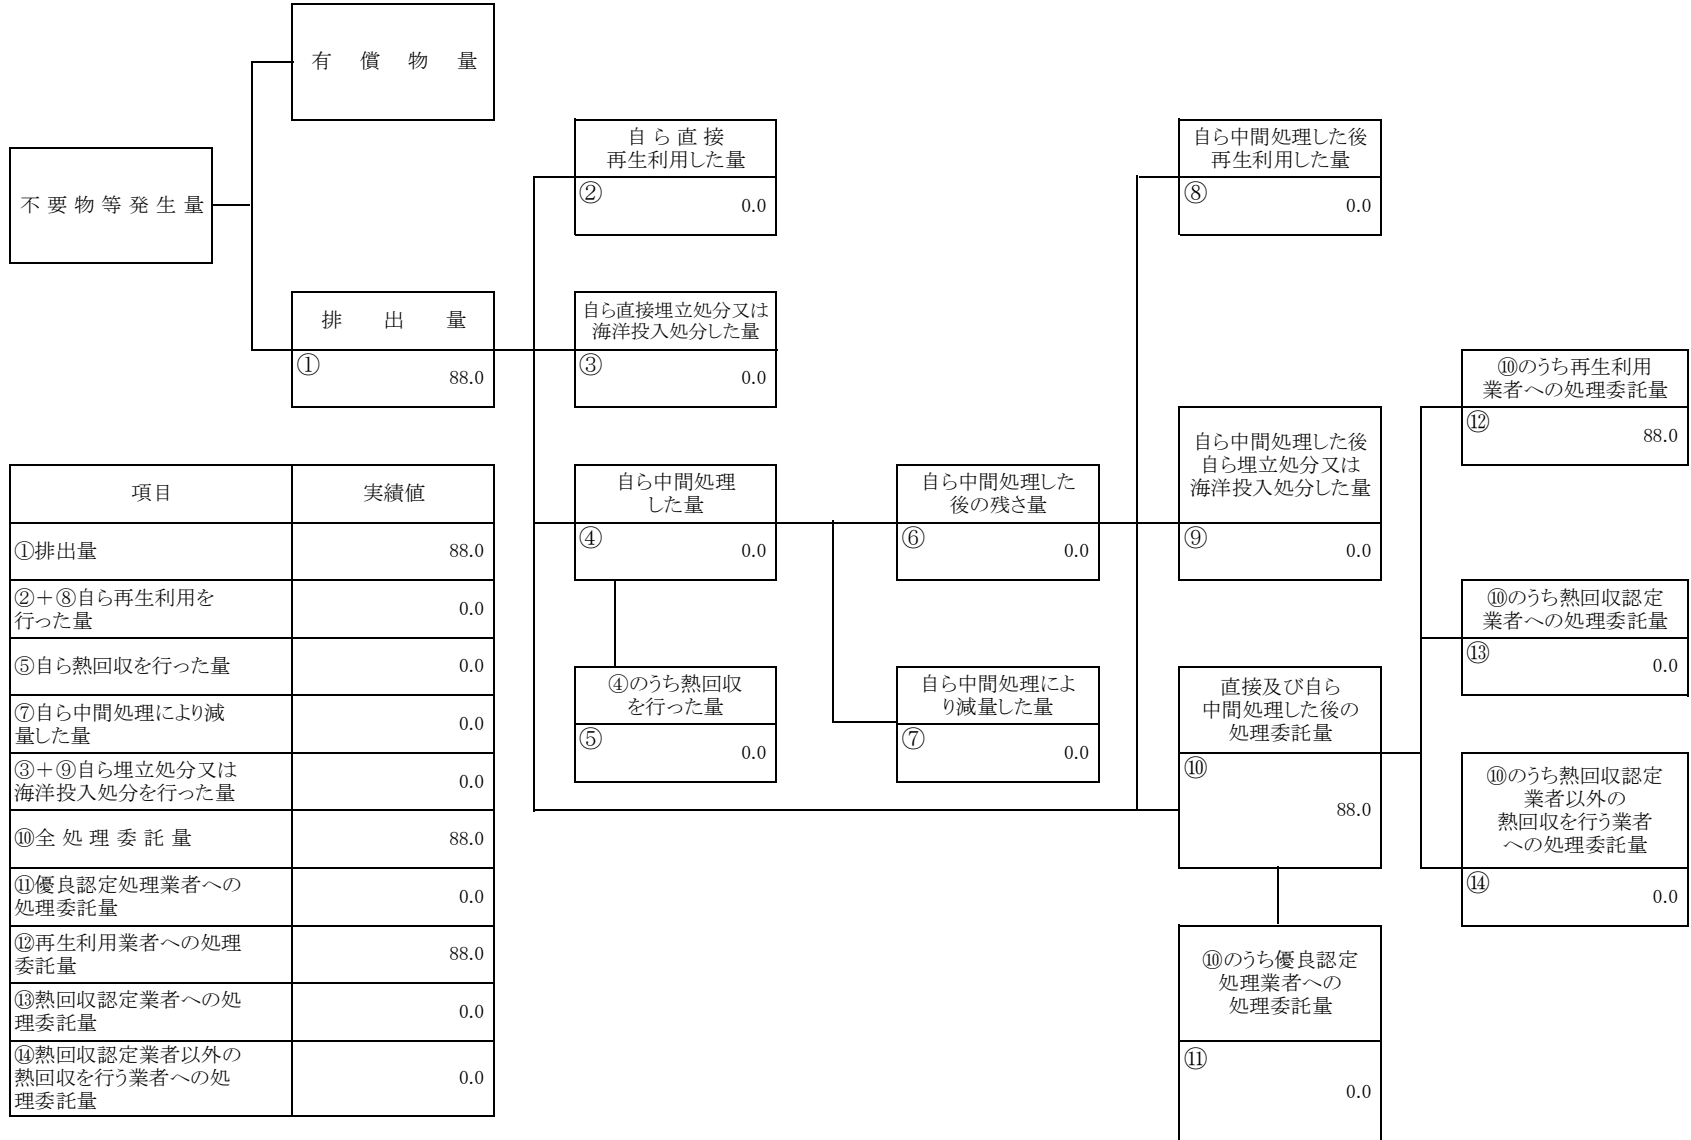 有償物量
不要物等発生量
排出量
①
88.0
自ら直接
再生利用した量
②
0.0
自ら直接埋立処分又は
海洋投入処分した量
③
0.0
自ら中間処理
した量
④
0.0
④のうち熱回収
を行った量
⑤
0.0
自ら中間処理した
後の残さ量
⑥
0.0
自ら中間処理によ
り減量した量
⑦
0.0
自ら中間処理した後
再生利用した量
⑧
0.0
自ら中間処理した後
自ら埋立処分又は
海洋投入処分した量
⑨
0.0
直接及び自ら
中間処理した後の
処理委託量
⑩
88.0
⑩のうち優良認定
処理業者への
処理委託量
⑪
0.0
⑩のうち再生利用
業者への処理委託量
⑫
88.0
⑩のうち熱回収認定
業者への処理委託量
⑬
0.0
⑩のうち熱回収認定
業者以外の
熱回収を行う業者
への処理委託量
⑭
0.0
項目 実績値
①排出量 88.0
②＋⑧自ら再生利用を
行った量
0.0
⑤自ら熱回収を行った量 0.0
⑦自ら中間処理により減
量した量
0.0
③＋⑨自ら埋立処分又は
海洋投入処分を行った量
0.0
⑩全処理委託量 88.0
⑪優良認定処理業者への
処理委託量
0.0
⑫再生利用業者への処理
委託量
88.0
⑬熱回収認定業者への処
理委託量
0.0
⑭熱回収認定業者以外の
熱回収を行う業者への処
理委託量
0.0